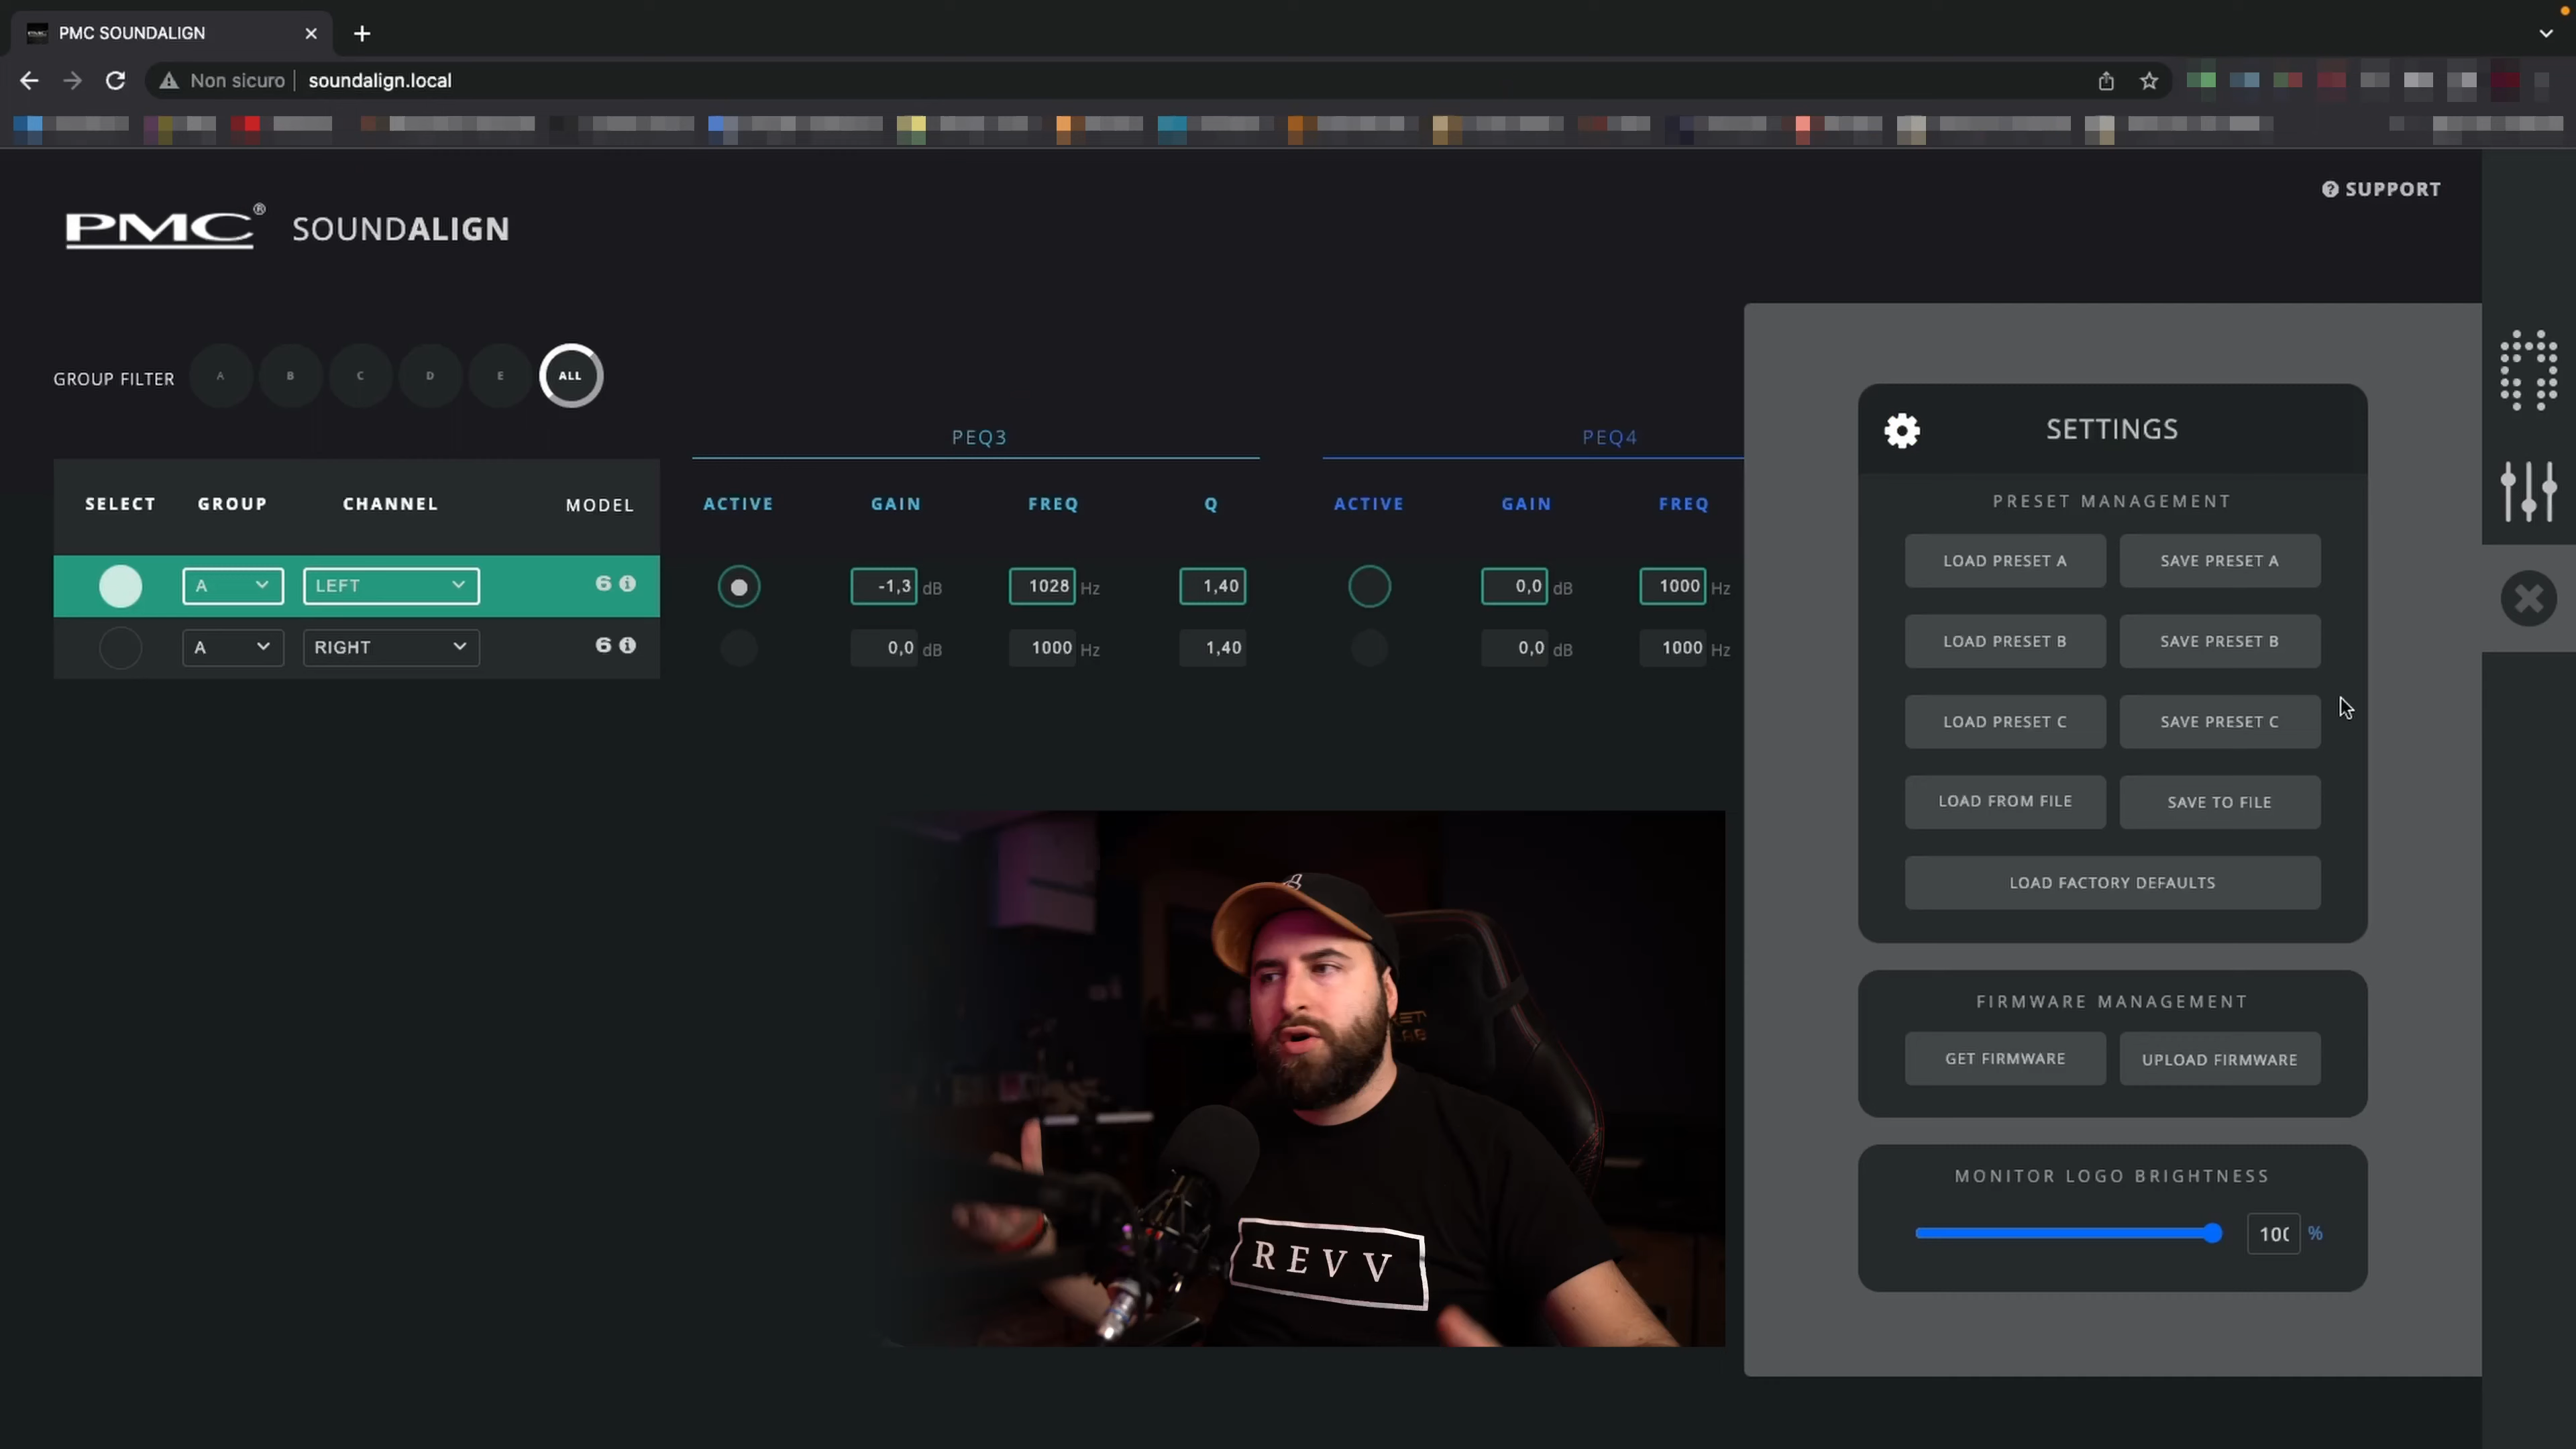 PMC SOUNDALIGN
Non sicuro soundalign.local
SUPPORT
PMC® SOUNDALIGN
GROUP FILTER A B C D E ALL
PEQ3 PEQ4
SELECT GROUP CHANNEL MODEL ACTIVE GAIN FREQ Q ACTIVE GAIN FREQ
A LEFT 6 -1,3 dB 1028 Hz 1,40 0,0 dB 1000 Hz
A RIGHT 6 0,0 dB 1000 Hz 1,40 0,0 dB 1000 Hz
SETTINGS
PRESET MANAGEMENT
LOAD PRESET A SAVE PRESET A
LOAD PRESET B SAVE PRESET B
LOAD PRESET C SAVE PRESET C
LOAD FROM FILE SAVE TO FILE
LOAD FACTORY DEFAULTS
FIRMWARE MANAGEMENT
GET FIRMWARE UPLOAD FIRMWARE
MONITOR LOGO BRIGHTNESS
100 %
REVV